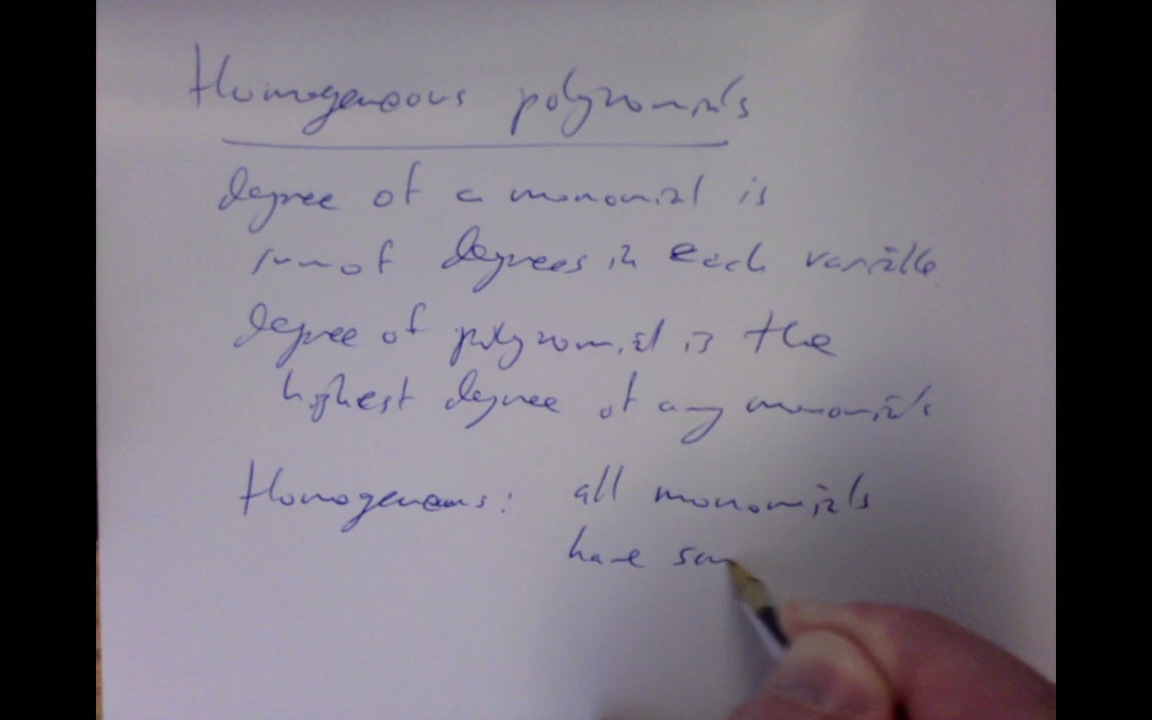 Homogeneous polynomials
degree of a monomial is
sum of degrees in each variable
degree of polynomial is the
highest degree of any monomials
Homogeneous: all monomials
have sam